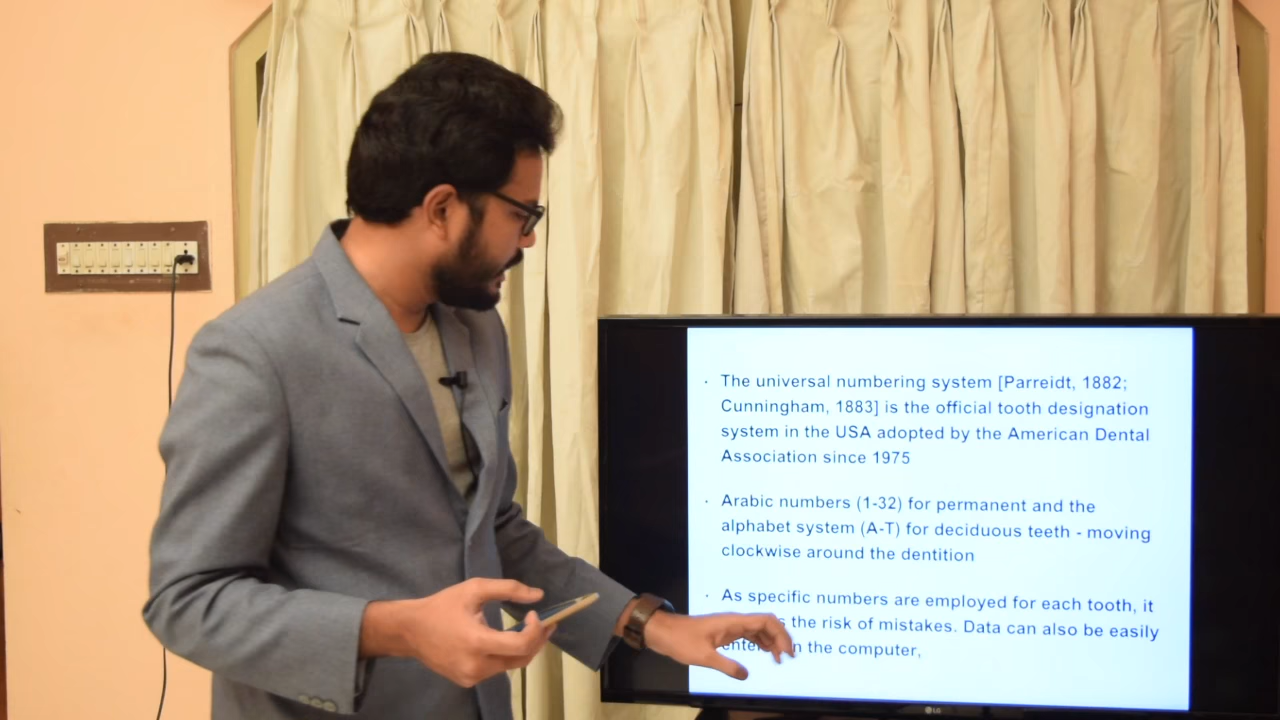 · The universal numbering system [Parreidt, 1882;
Cunningham, 1883] is the official tooth designation
system in the USA adopted by the American Dental
Association since 1975
· Arabic numbers (1-32) for permanent and the
alphabet system (A-T) for deciduous teeth - moving
clockwise around the dentition
· As specific numbers are employed for each tooth, it
the risk of mistakes. Data can also be easily
the computer,
LG